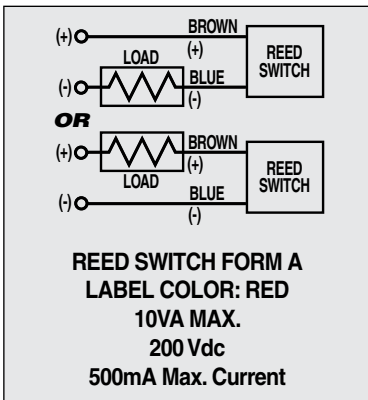 (+) BROWN
(+)
LOAD
REED
SWITCH
(-) BLUE
(-)
OR
(+) BROWN
(+)
LOAD
REED
SWITCH
BLUE
(-)
(-)
REED SWITCH FORM A
LABEL COLOR: RED
10VA MAX.
200 Vdc
500mA Max. Current